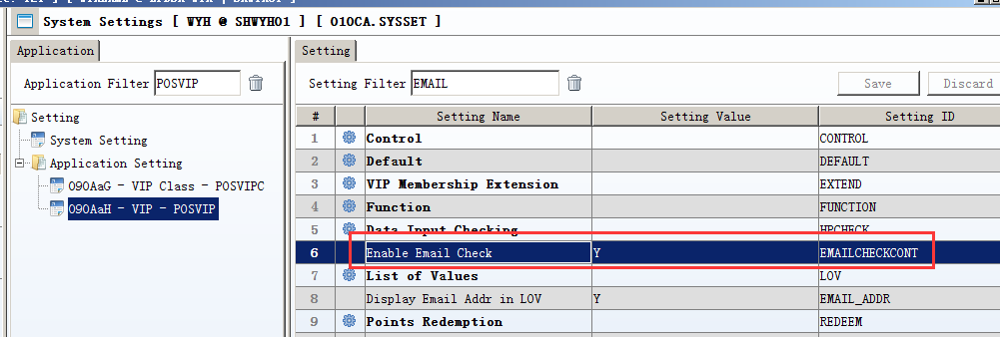 System Settings [ WYH @ SHWYH01 ] [ 010CA.SYSSET ]
Application
Setting
Application Filter POSVIP
Setting Filter EMAIL
Save
Discard
Setting
System Setting
Application Setting
090AaG - VIP Class - POSVIPC
090AaH - VIP - POSVIP
# Setting Name Setting Value Setting ID
1 Control CONTROL
2 Default DEFAULT
3 VIP Membership Extension EXTEND
4 Function FUNCTION
5 Data Input Checking HPCHECK
6 Enable Email Check Y EMAILCHECKCONT
7 List of Values LOV
8 Display Email Addr in LOV Y EMAIL_ADDR
9 Points Redemption REDEEM